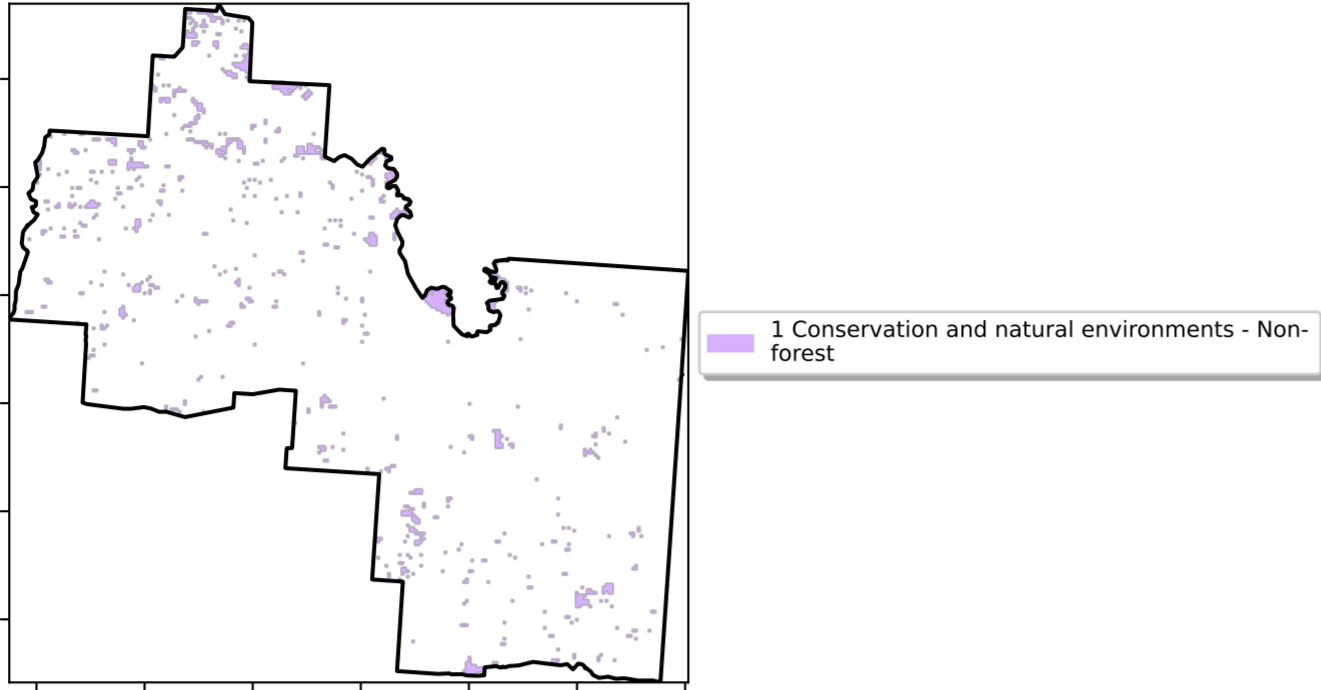 1 Conservation and natural environments - Non-
forest